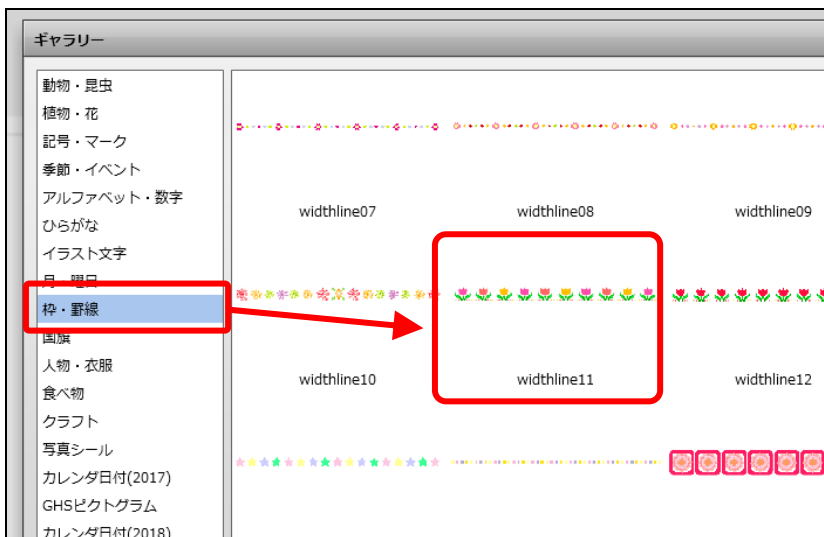 ギャラリー
動物・昆虫
植物・花
記号・マーク
季節・イベント
アルファベット・数字
ひらがな
イラスト文字
月・曜日
枠・罫線
国旗
人物・衣服
食べ物
クラフト
写真シール
カレンダ日付(2017)
GHSピクトグラム
カレンダ日付(2018)
widthline07
widthline08
widthline09
widthline10
widthline11
widthline12